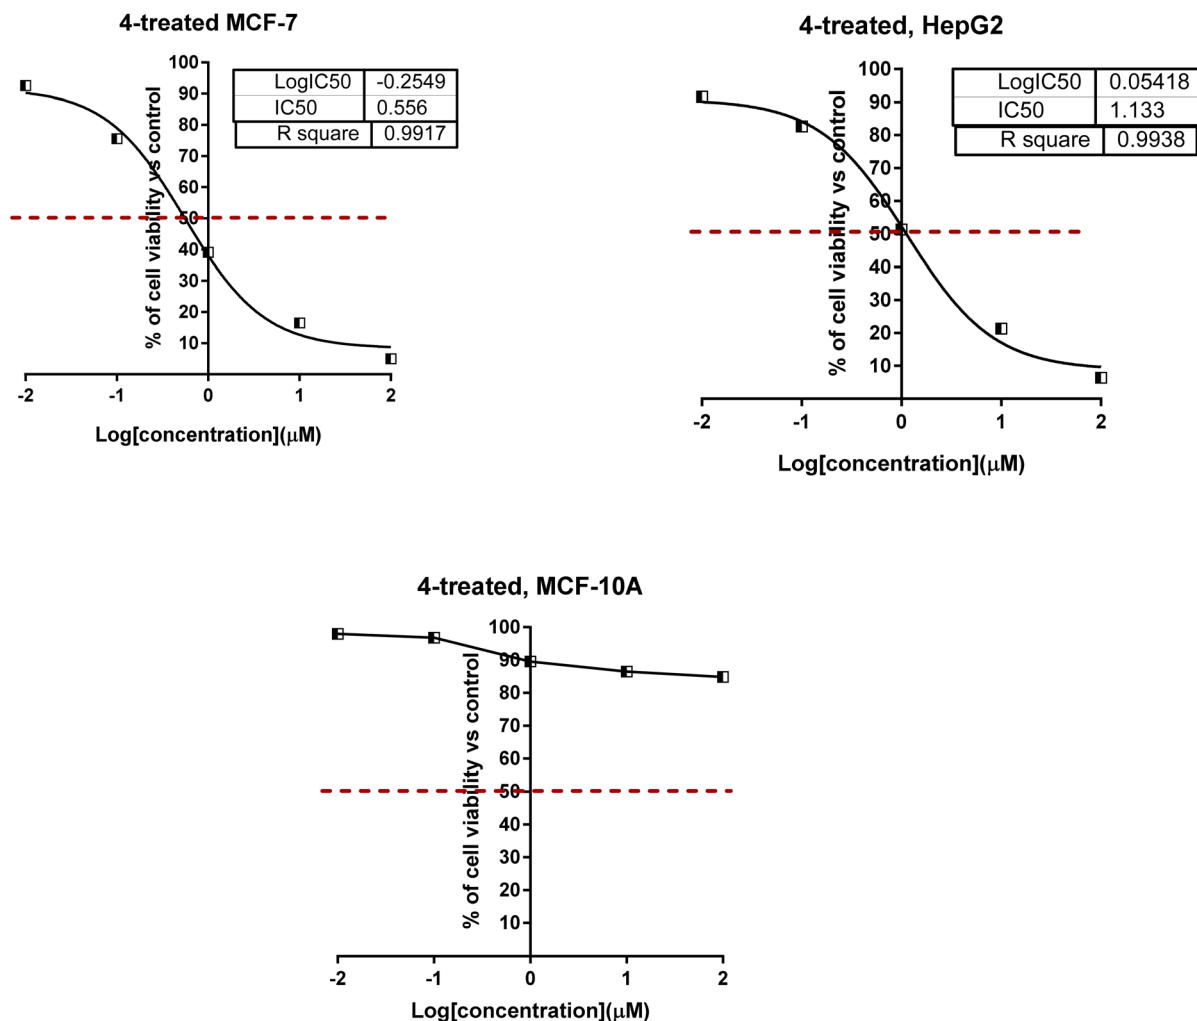 4-treated MCF-7
LogIC50 -0.2549
IC50 0.556
R square 0.9917
% of cell viability vs control
100
90
80
70
60
50
40
30
20
10
-2 -1 0 1 2
Log[concentration](μM)
4-treated, HepG2
LogIC50 0.05418
IC50 1.133
R square 0.9938
% of cell viability vs control
100
90
80
70
60
50
40
30
20
10
-2 -1 0 1 2
Log[concentration](μM)
4-treated, MCF-10A
% of cell viability vs control
100
90
80
70
60
50
40
30
20
10
-2 -1 0 1 2
Log[concentration](μM)